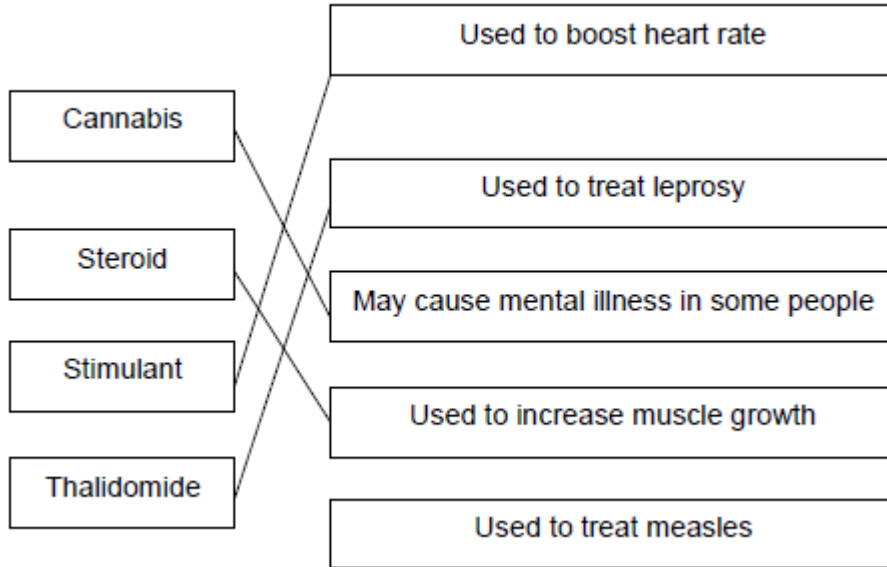 Cannabis
Steroid
Stimulant
Thalidomide
Used to boost heart rate
Used to treat leprosy
May cause mental illness in some people
Used to increase muscle growth
Used to treat measles